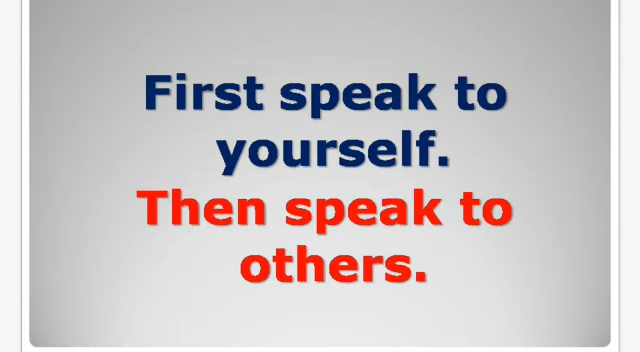 First speak to
yourself.
Then speak to
others.